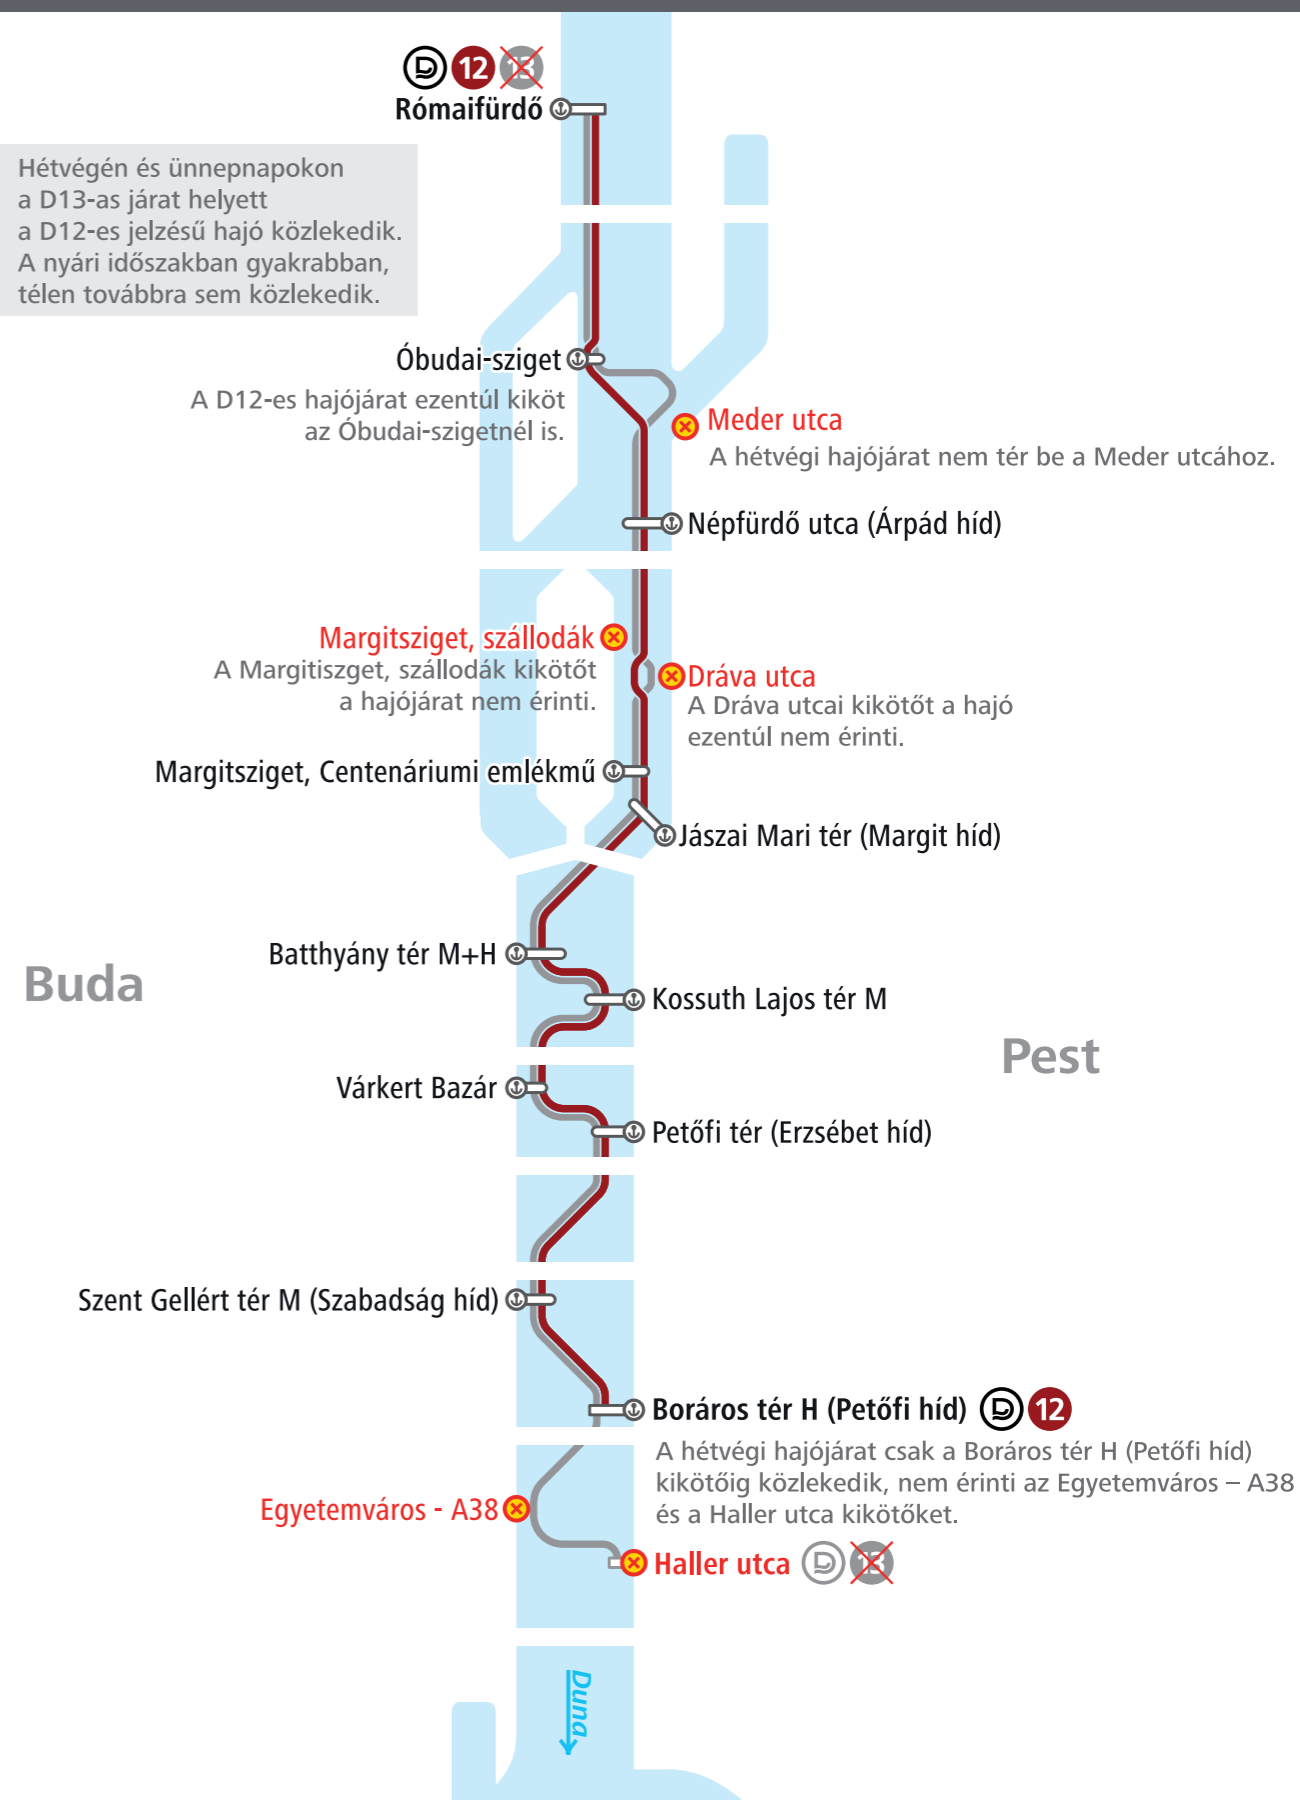 D 12 13
Rómaifürdő
Hétvégén és ünnepnapokon
a D13-as járat helyett
a D12-es jelzésű hajó közlekedik.
A nyári időszakban gyakrabban,
télen továbbra sem közlekedik.
Óbudai-sziget
A D12-es hajójárat ezentúl kiköt
az Óbudai-szigetnél is.
Meder utca
A hétvégi hajójárat nem tér be a Meder utcához.
Népfürdő utca (Árpád híd)
Margitsziget, szállodák
A Margitiszget, szállodák kikötőt
a hajójárat nem érinti.
Dráva utca
A Dráva utcai kikötőt a hajó
ezentúl nem érinti.
Margitsziget, Centenáriumi emlékmű
Jászai Mari tér (Margit híd)
Batthyány tér M+H
Buda
Kossuth Lajos tér M
Pest
Várkert Bazár
Petőfi tér (Erzsébet híd)
Szent Gellért tér M (Szabadság híd)
Boráros tér H (Petőfi híd) D 12
A hétvégi hajójárat csak a Boráros tér H (Petőfi híd)
kikötőig közlekedik, nem érinti az Egyetemváros – A38
és a Haller utca kikötőket.
Egyetemváros - A38
Haller utca D 13
Duna